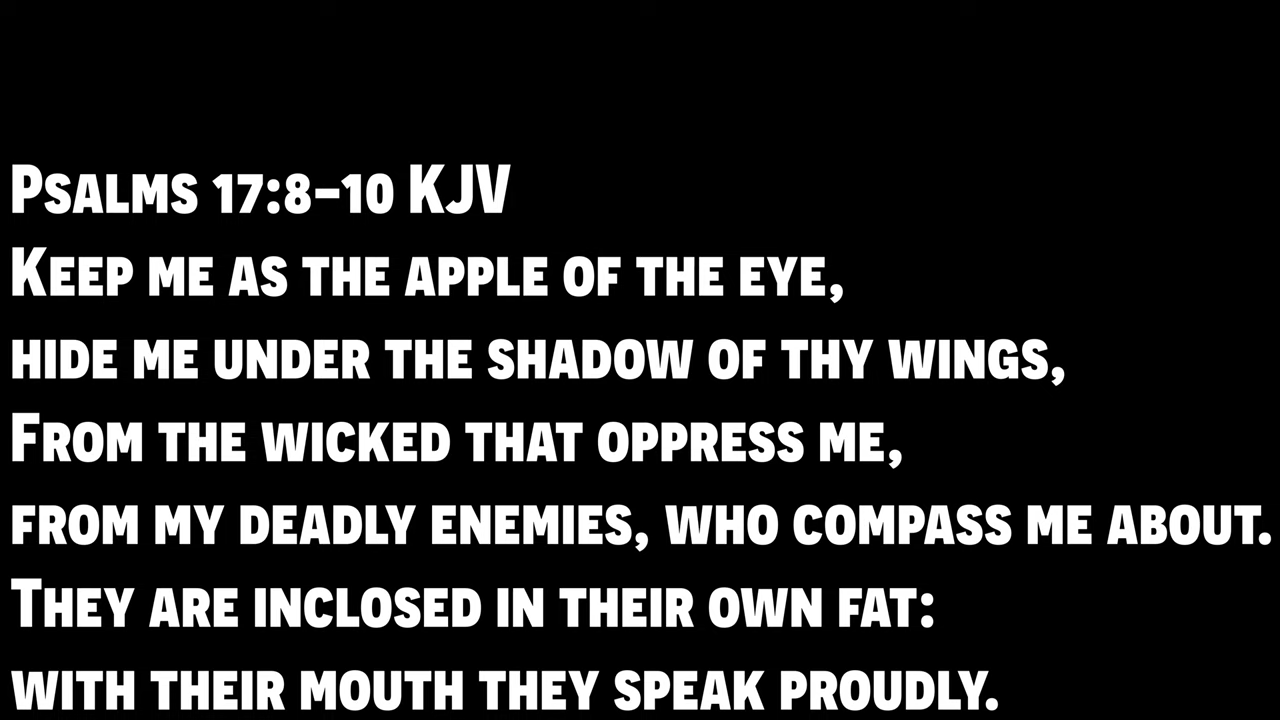 Psalms 17:8–10 KJV
Keep me as the apple of the eye,
hide me under the shadow of thy wings,
From the wicked that oppress me,
from my deadly enemies, who compass me about.
They are inclosed in their own fat:
with their mouth they speak proudly.